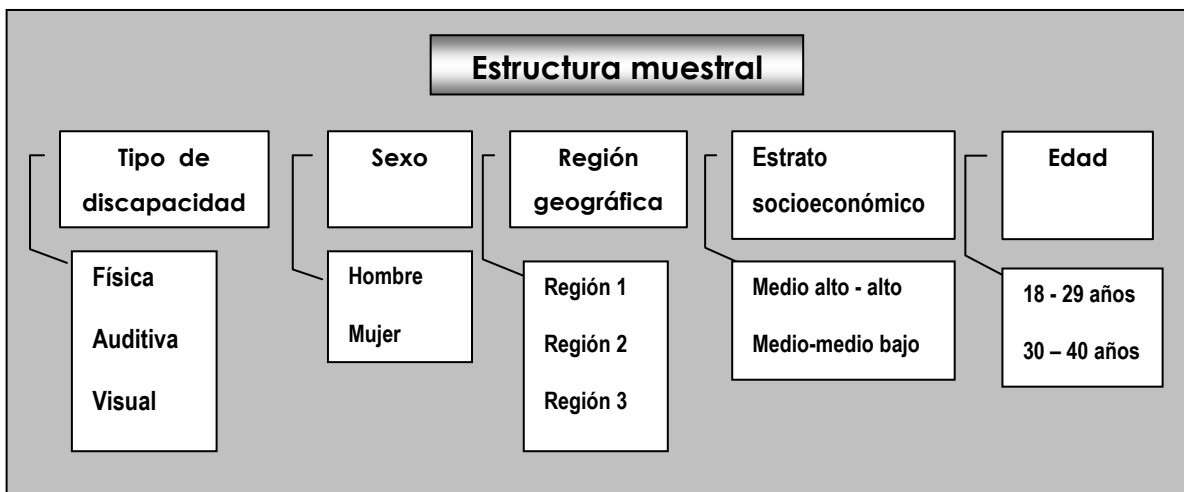 Estructura muestral
Tipo de
discapacidad
Física
Auditiva
Visual
Sexo
Hombre
Mujer
Región
geográfica
Región 1
Región 2
Región 3
Estrato
socioeconómico
Medio alto - alto
Medio-medio bajo
Edad
18 - 29 años
30 – 40 años